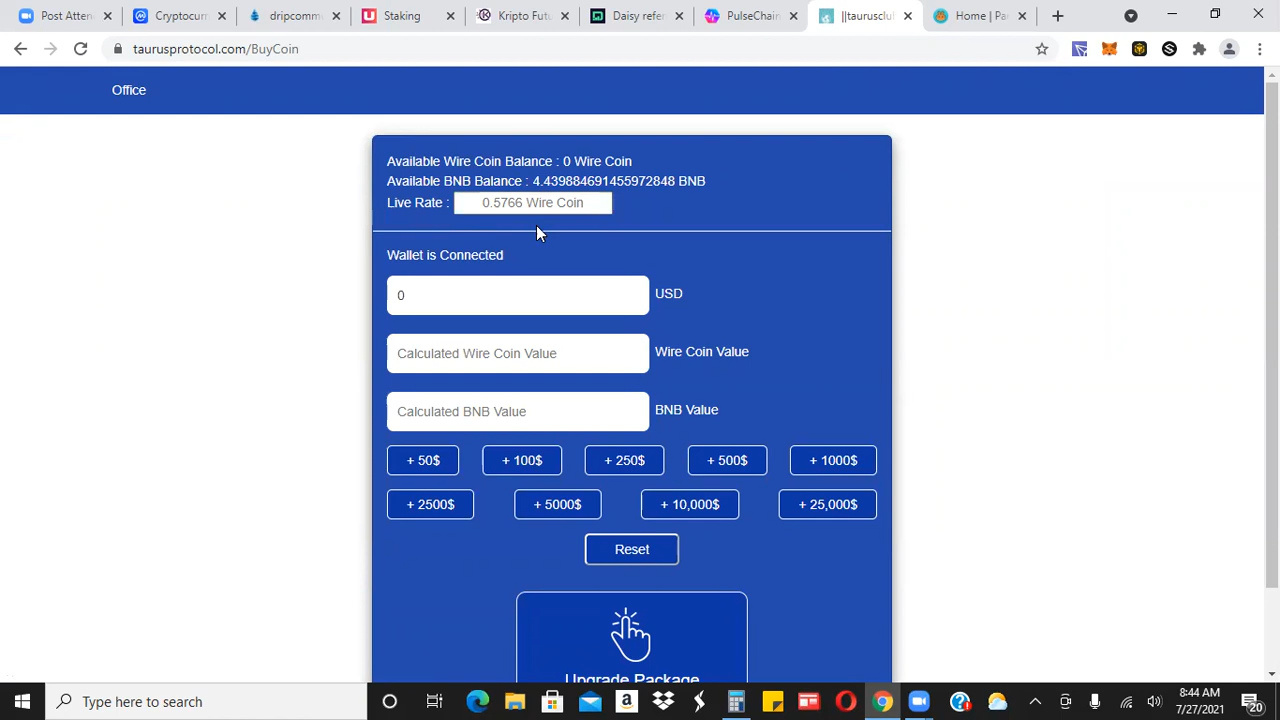 Post Atten
Cryptocurr
dripcomm
Staking
Kripto Futu
Daisy refer
PulseChain
||tauroscluf
Home | Pa
taurusprotocol.com/BuyCoin
Office
Available Wire Coin Balance : 0 Wire Coin
Available BNB Balance : 4.439884691455972848 BNB
Live Rate : 0.5766 Wire Coin
Wallet is Connected
0 USD
Calculated Wire Coin Value Wire Coin Value
Calculated BNB Value BNB Value
+ 50$ + 100$ + 250$ + 500$ + 1000$
+ 2500$ + 5000$ + 10,000$ + 25,000$
Reset
Upgrade Package
Type here to search
8:44 AM
7/27/2021
20